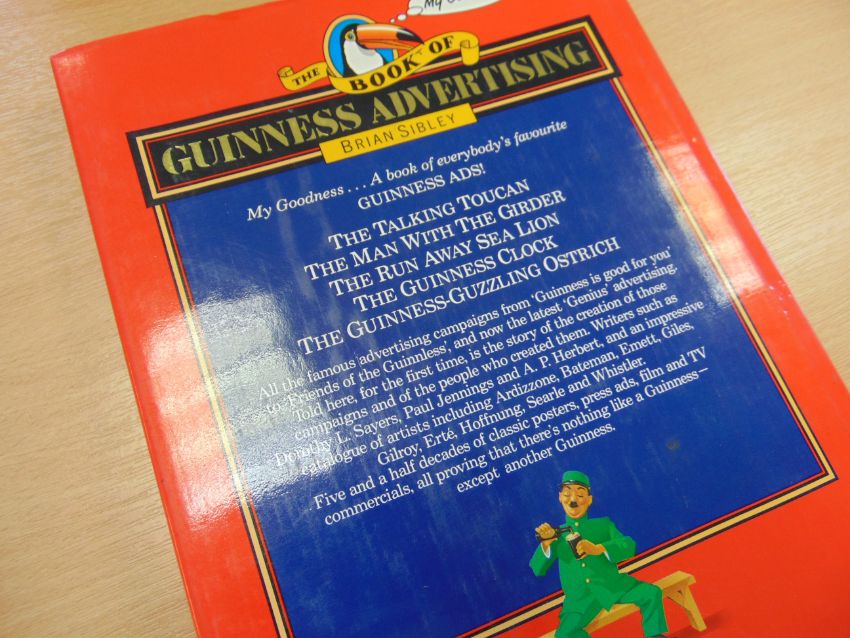 My
THE BOOK OF
GUINNESS ADVERTISING
BRIAN SIBLEY
My Goodness... A book of everybody's favourite
GUINNESS ADS!
THE TALKING TOUCAN
THE MAN WITH THE GIRDER
THE RUN AWAY SEA LION
THE GUINNESS CLOCK
THE GUINNESS-GUZZLING OSTRICH
All the famous advertising campaigns from 'Guinness is good for you'
to 'Friends of the Guinnless', and now the latest 'Genius' advertising.
Told here, for the first time, is the story of the creation of those
campaigns and of the people who created them. Writers such as
Dorothy L. Sayers, Paul Jennings and A. P. Herbert, and an impressive
catalogue of artists including Ardizzone, Bateman, Emett, Giles,
Gilroy, Erté, Hoffnung, Searle and Whistler.
Five and a half decades of classic posters, press ads, film and TV
commercials, all proving that there's nothing like a Guinness—
except another Guinness.